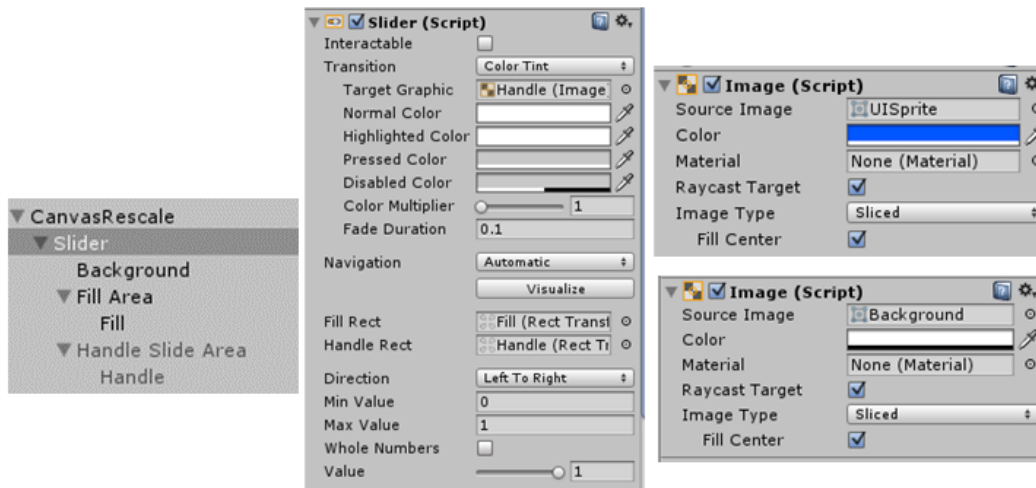 CanvasRescale
Slider
Background
Fill Area
Fill
Handle Slide Area
Handle
Slider (Script)
Interactable
Transition Color Tint
Target Graphic Handle (Image)
Normal Color
Highlighted Color
Pressed Color
Disabled Color
Color Multiplier 1
Fade Duration 0.1
Navigation Automatic
Visualize
Fill Rect Fill (Rect Transf
Handle Rect Handle (Rect Tr
Direction Left To Right
Min Value 0
Max Value 1
Whole Numbers
Value 1
Image (Script)
Source Image UISprite
Color
Material None (Material)
Raycast Target
Image Type Sliced
Fill Center
Image (Script)
Source Image Background
Color
Material None (Material)
Raycast Target
Image Type Sliced
Fill Center